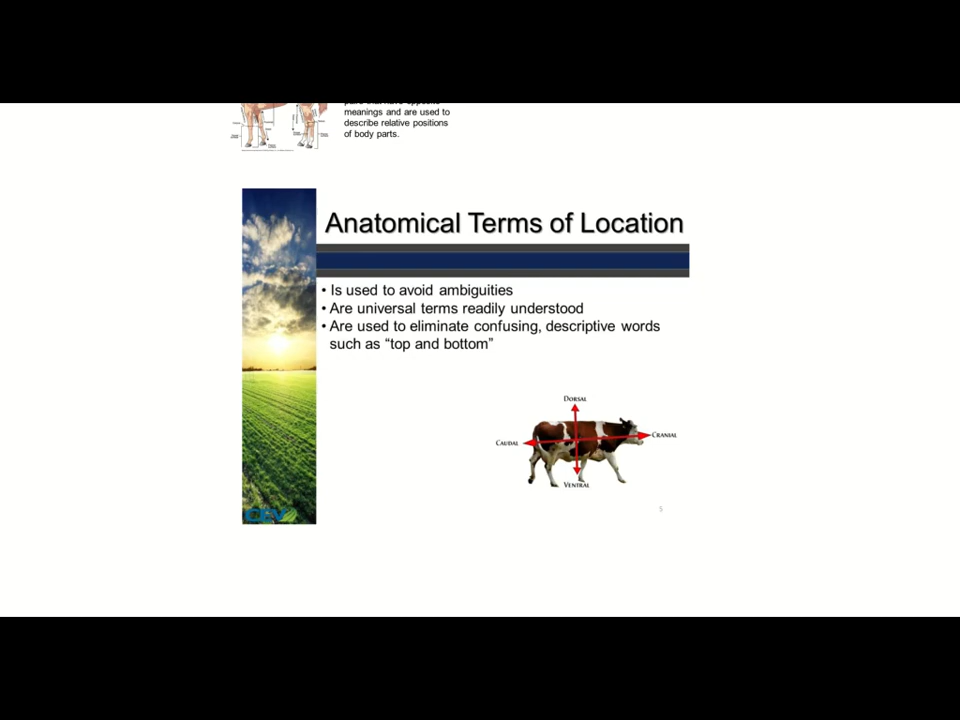 meanings and are used to
describe relative positions
of body parts.
Anatomical Terms of Location
• Is used to avoid ambiguities
• Are universal terms readily understood
• Are used to eliminate confusing, descriptive words
such as “top and bottom”
DORSAL
CAUDAL
CRANIAL
VENTRAL
CEV
5